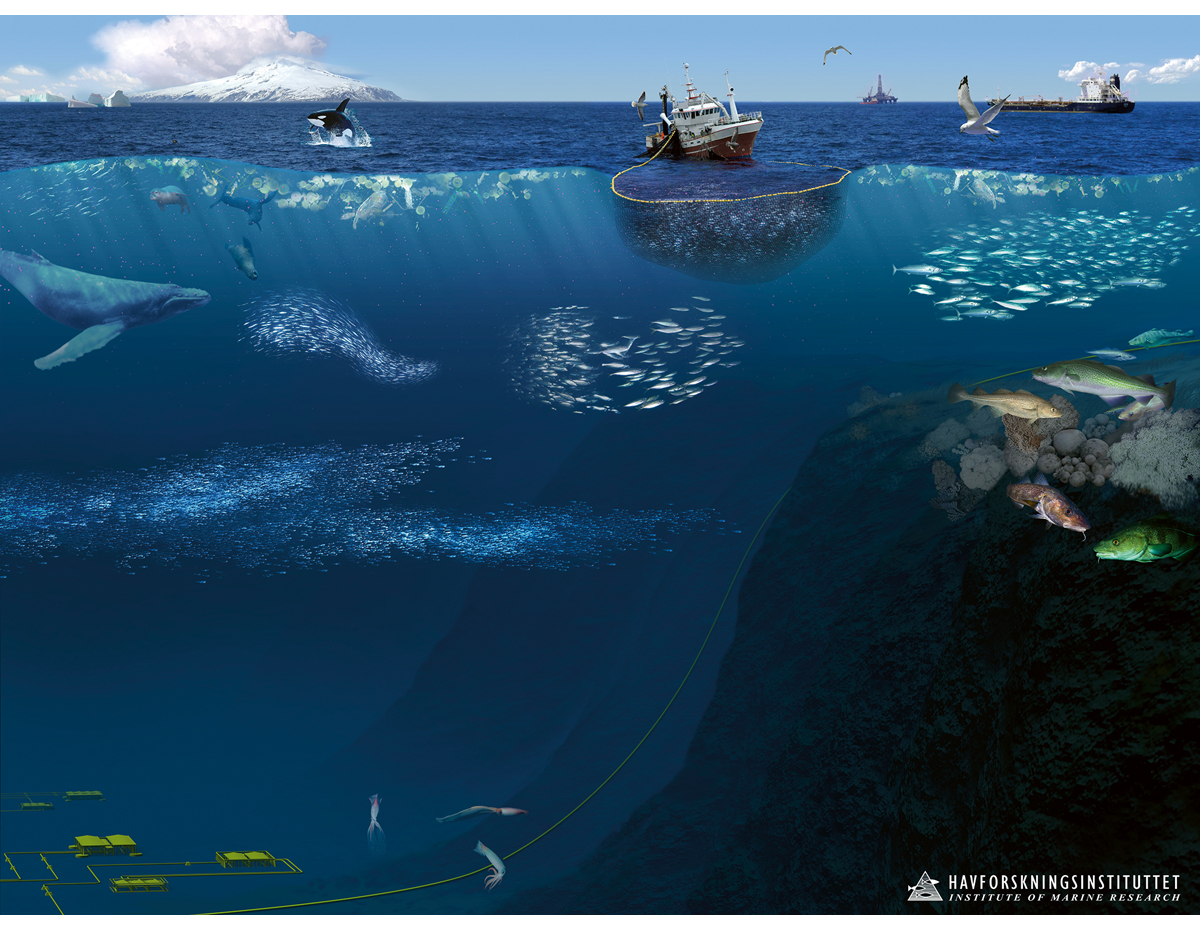 HAVFORSKNINGSINSTITUTTET
INSTITUTE OF MARINE RESEARCH